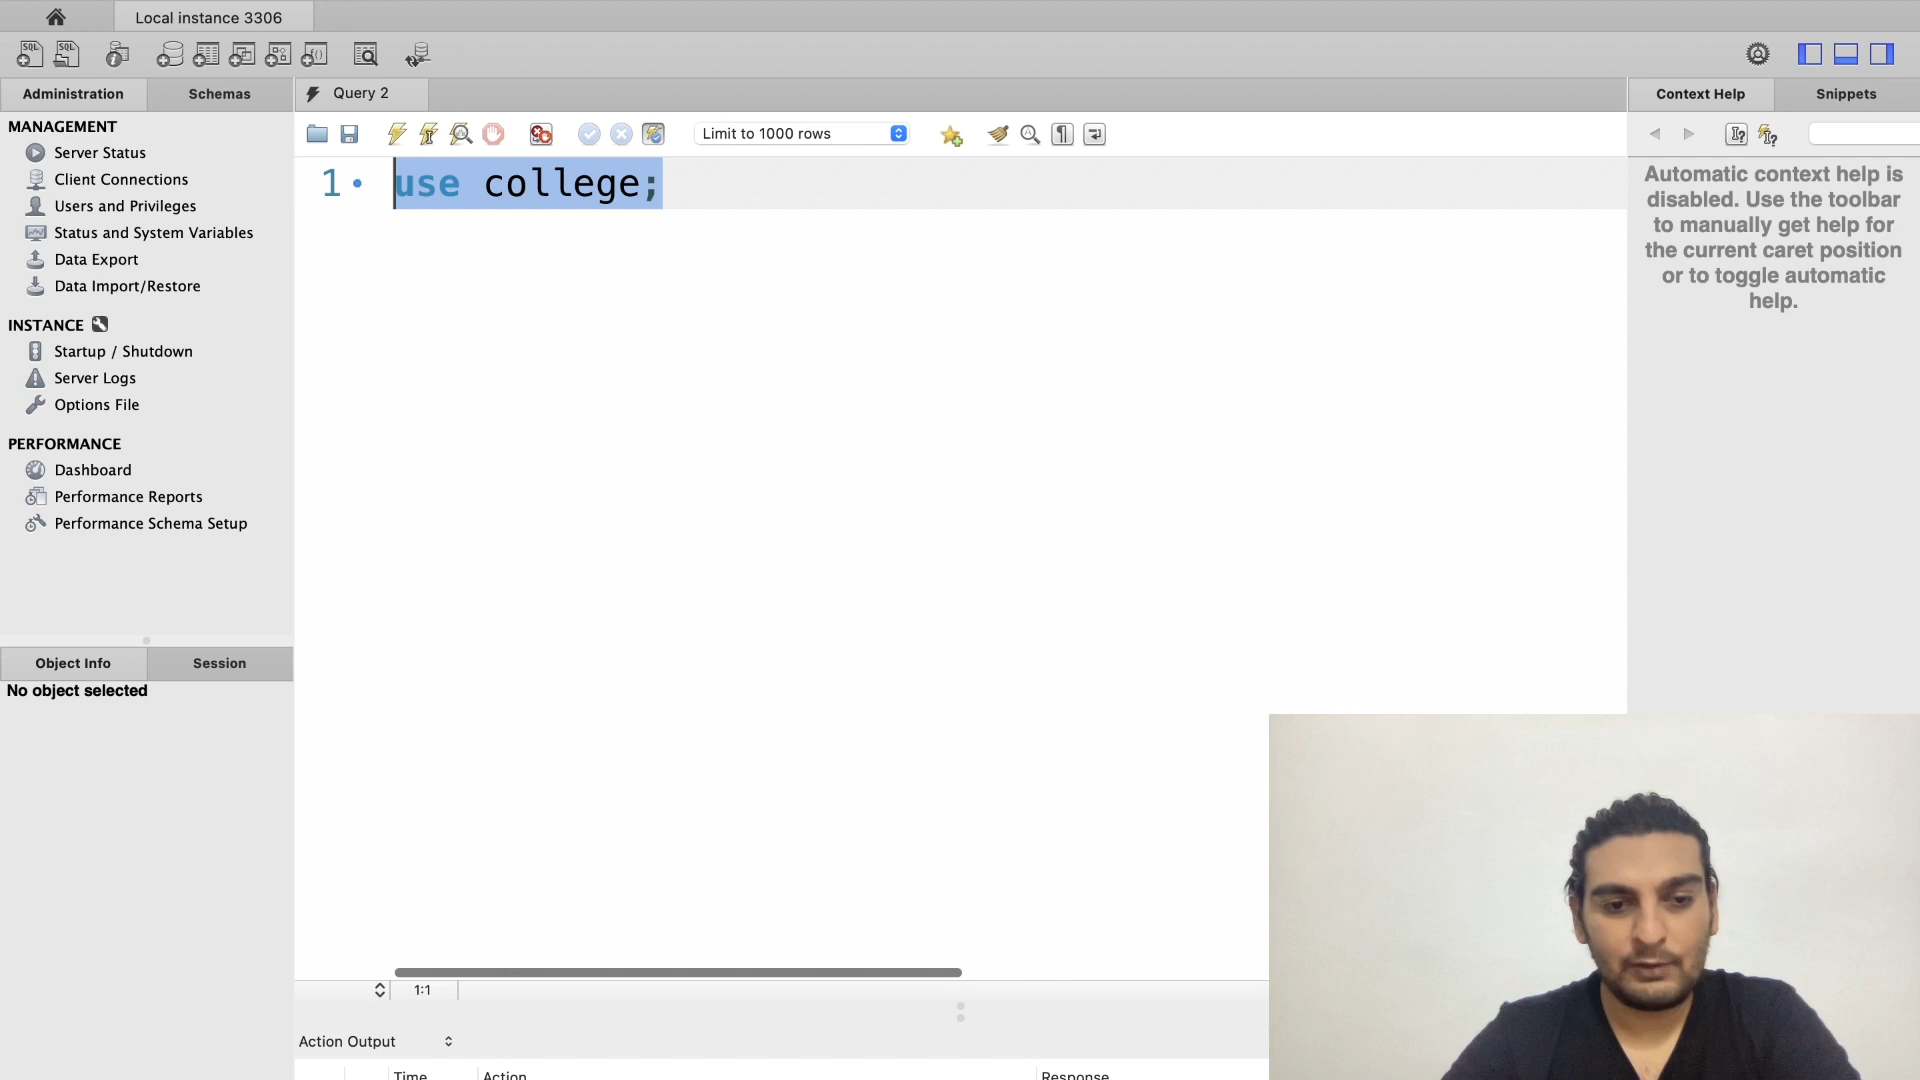 Local instance 3306
SQL
SQL
Administration
Schemas
Query 2
Context Help
Snippets
MANAGEMENT
Server Status
Client Connections
Users and Privileges
Status and System Variables
Data Export
Data Import/Restore
INSTANCE
Startup / Shutdown
Server Logs
Options File
PERFORMANCE
Dashboard
Performance Reports
Performance Schema Setup
Limit to 1000 rows
1
use college;
Automatic context help is
disabled. Use the toolbar
to manually get help for
the current caret position
or to toggle automatic
help.
Object Info
Session
No object selected
1:1
Action Output
Time
Action
Response